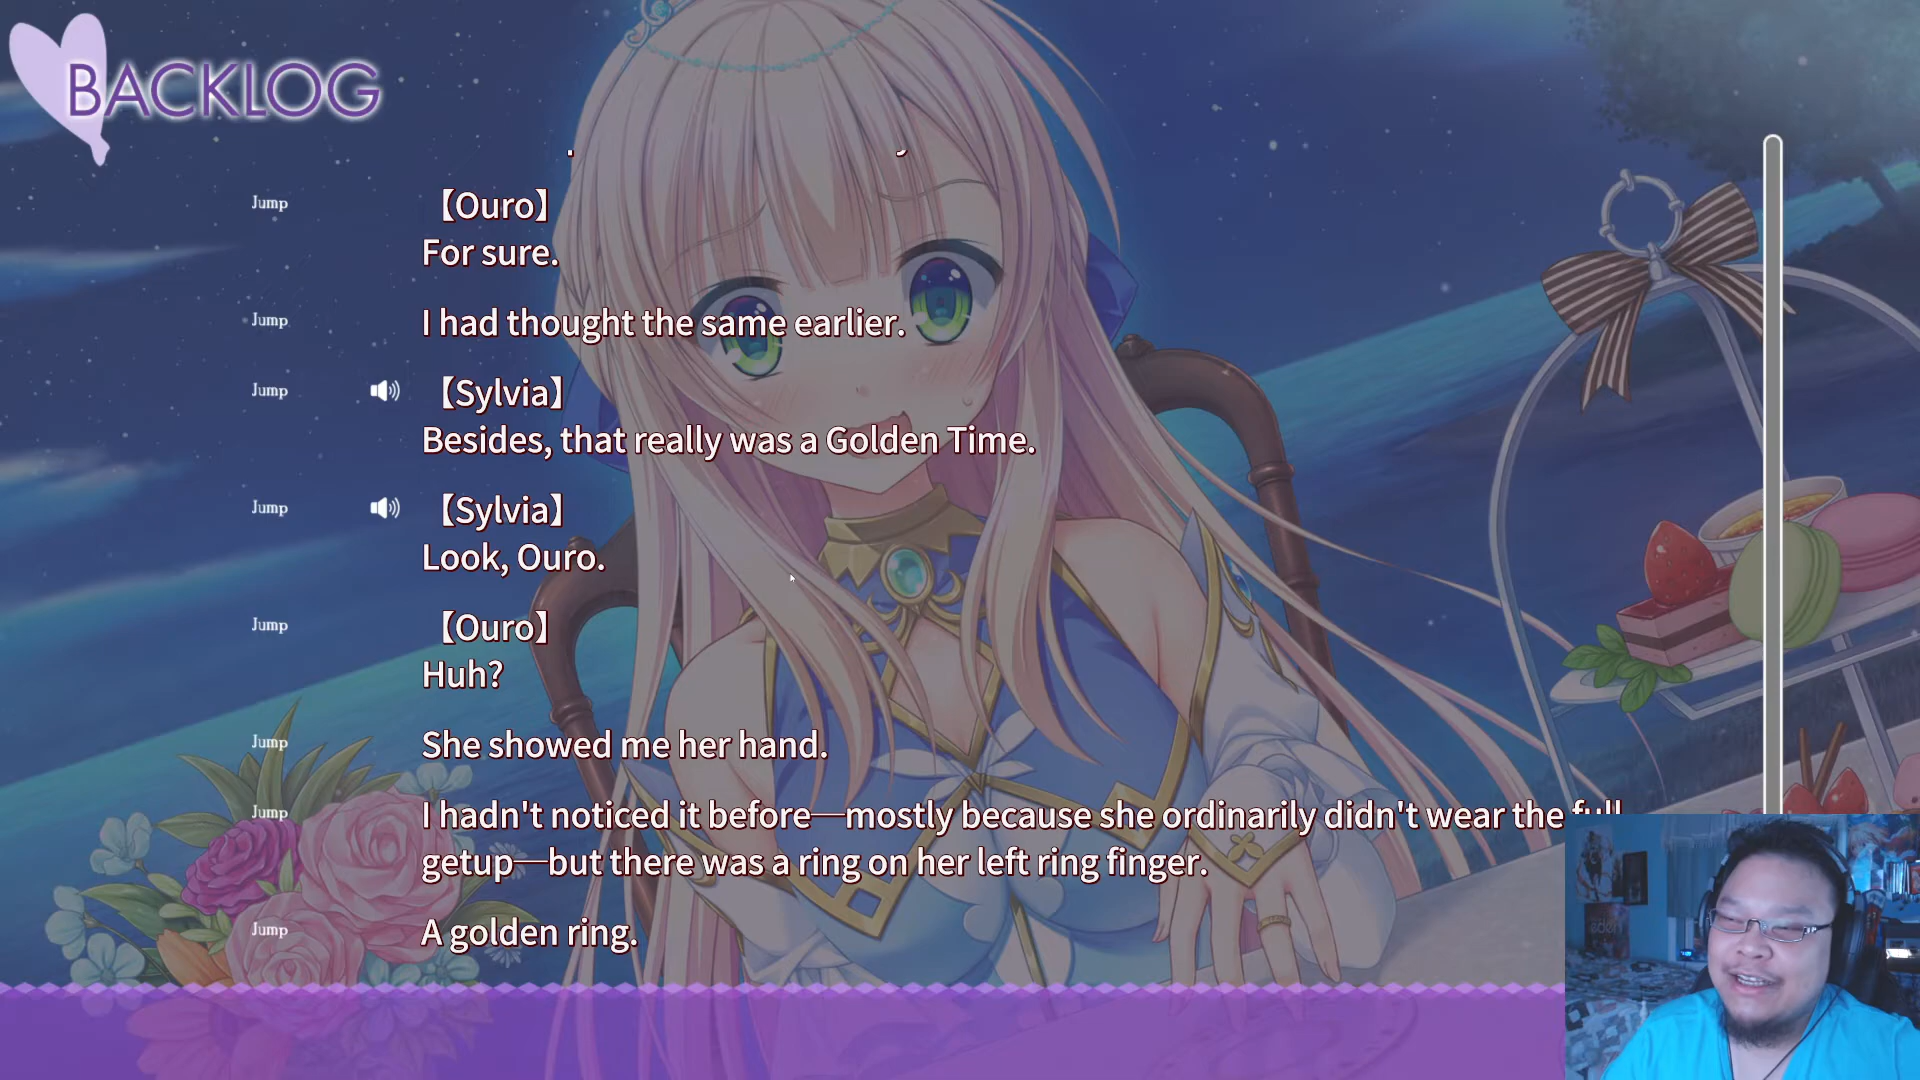 BACKLOG
Jump
【Ouro】
For sure.
Jump
I had thought the same earlier.
Jump
【Sylvia】
Besides, that really was a Golden Time.
Jump
【Sylvia】
Look, Ouro.
Jump
【Ouro】
Huh?
Jump
She showed me her hand.
Jump
I hadn't noticed it before—mostly because she ordinarily didn't wear the full
getup—but there was a ring on her left ring finger.
Jump
A golden ring.